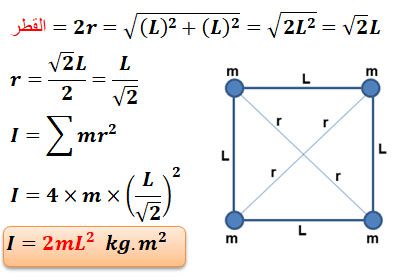 القطر = 2r = √((L)² + (L)²) = √(2L²) = √2L
r = √2L/2 = L/√2
I = ∑ mr²
I = 4 × m × (L/√2)²
I = 2mL² kg.m²
m L m
r r
L L
r r
m L m